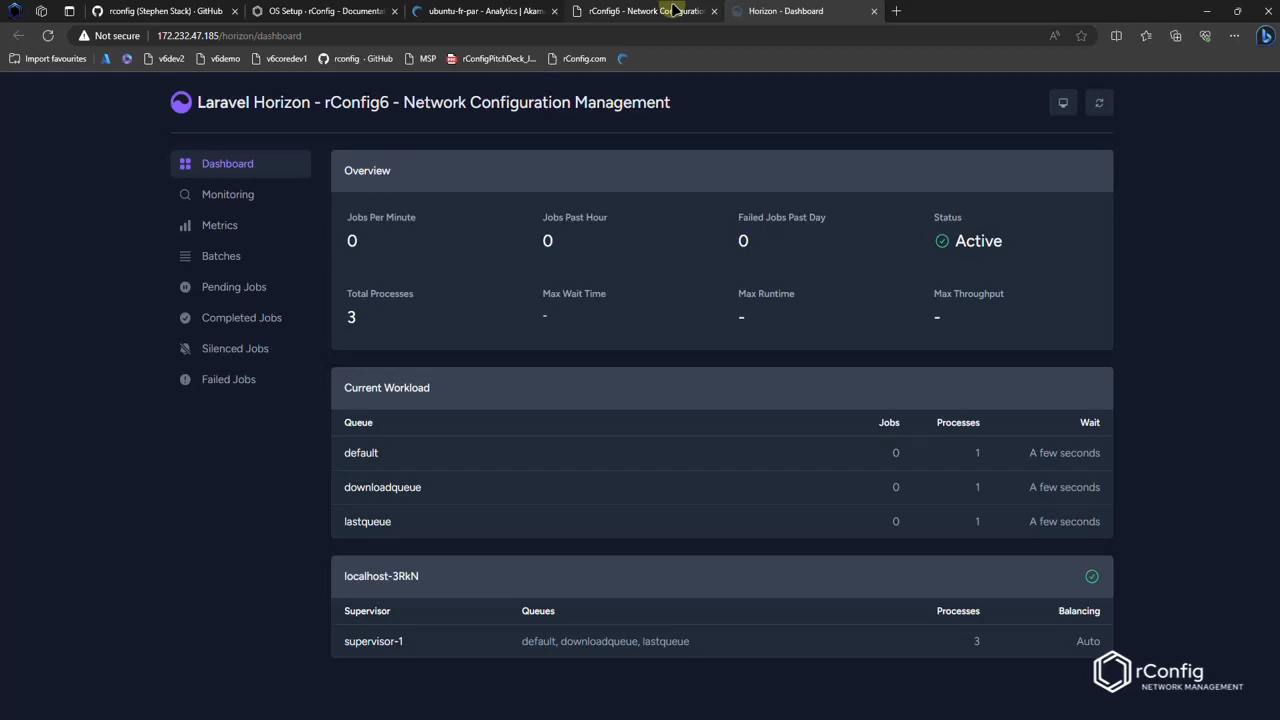 rconfig (Stephen Stack) · GitHub
OS Setup · rConfig - Documentat
ubuntu-fr-par - Analytics | Akam
rConfig6 - Network Configuration
Horizon - Dashboard
Not secure
172.232.47.185/horizon/dashboard
Import favourites
v6dev2
v6demo
v6coredev1
rconfig · GitHub
MSP
rConfigPitchDeck_J...
rConfig.com
Laravel Horizon - rConfig6 - Network Configuration Management
Dashboard
Monitoring
Metrics
Batches
Pending Jobs
Completed Jobs
Silenced Jobs
Failed Jobs
Overview
Jobs Per Minute
0
Jobs Past Hour
0
Failed Jobs Past Day
0
Status
Active
Total Processes
3
Max Wait Time
-
Max Runtime
-
Max Throughput
-
Current Workload
Queue Jobs Processes Wait
default 0 1 A few seconds
downloadqueue 0 1 A few seconds
lastqueue 0 1 A few seconds
localhost-3RkN
Supervisor Queues Processes Balancing
supervisor-1 default, downloadqueue, lastqueue 3 Auto
rConfig
NETWORK MANAGEMENT